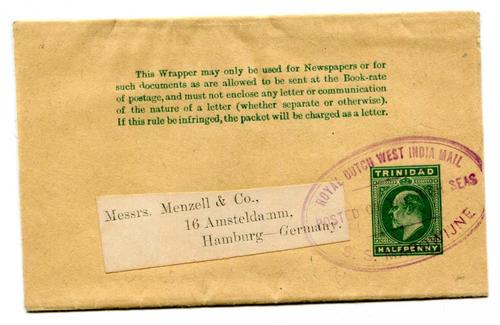 This Wrapper may only be used for Newspapers or for
such documents as are allowed to be sent at the Book-rate
of postage, and must not enclose any letter or communication
of the nature of a letter (whether separate or otherwise).
If this rule be infringed, the packet will be charged as a letter.
ROYAL DUTCH WEST INDIA MAIL
TRINIDAD
POSTED SEAS
HALFPENNY
Messrs. Menzell & Co.,
16 Amsteldamm,
Hamburg—Germany.